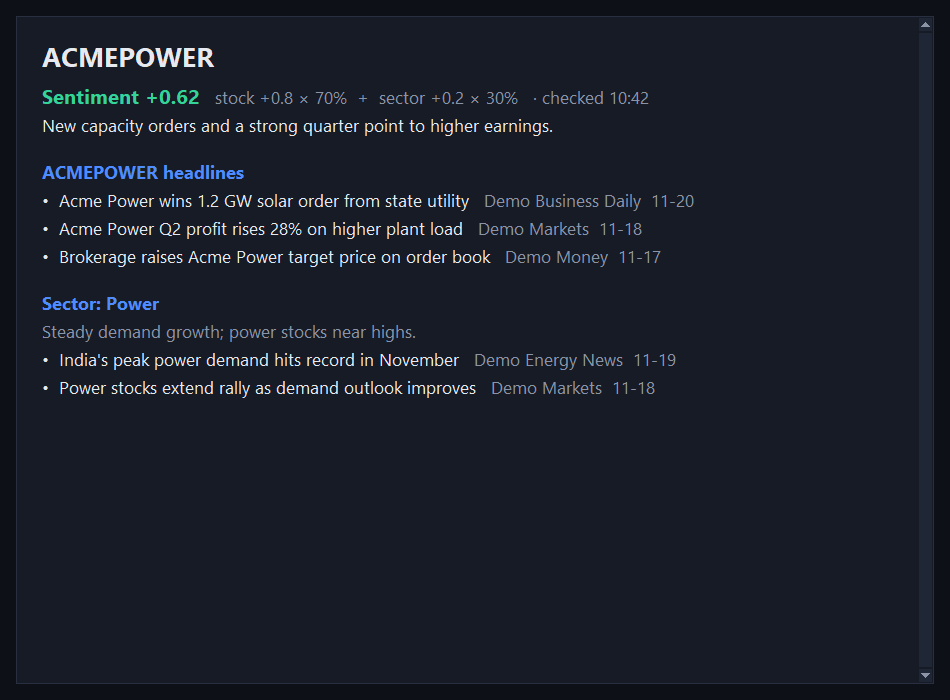 ACMEPOWER
Sentiment +0.62 stock +0.8 × 70% + sector +0.2 × 30% · checked 10:42
New capacity orders and a strong quarter point to higher earnings.
ACMEPOWER headlines
• Acme Power wins 1.2 GW solar order from state utility Demo Business Daily 11-20
• Acme Power Q2 profit rises 28% on higher plant load Demo Markets 11-18
• Brokerage raises Acme Power target price on order book Demo Money 11-17
Sector: Power
Steady demand growth; power stocks near highs.
• India's peak power demand hits record in November Demo Energy News 11-19
• Power stocks extend rally as demand outlook improves Demo Markets 11-18